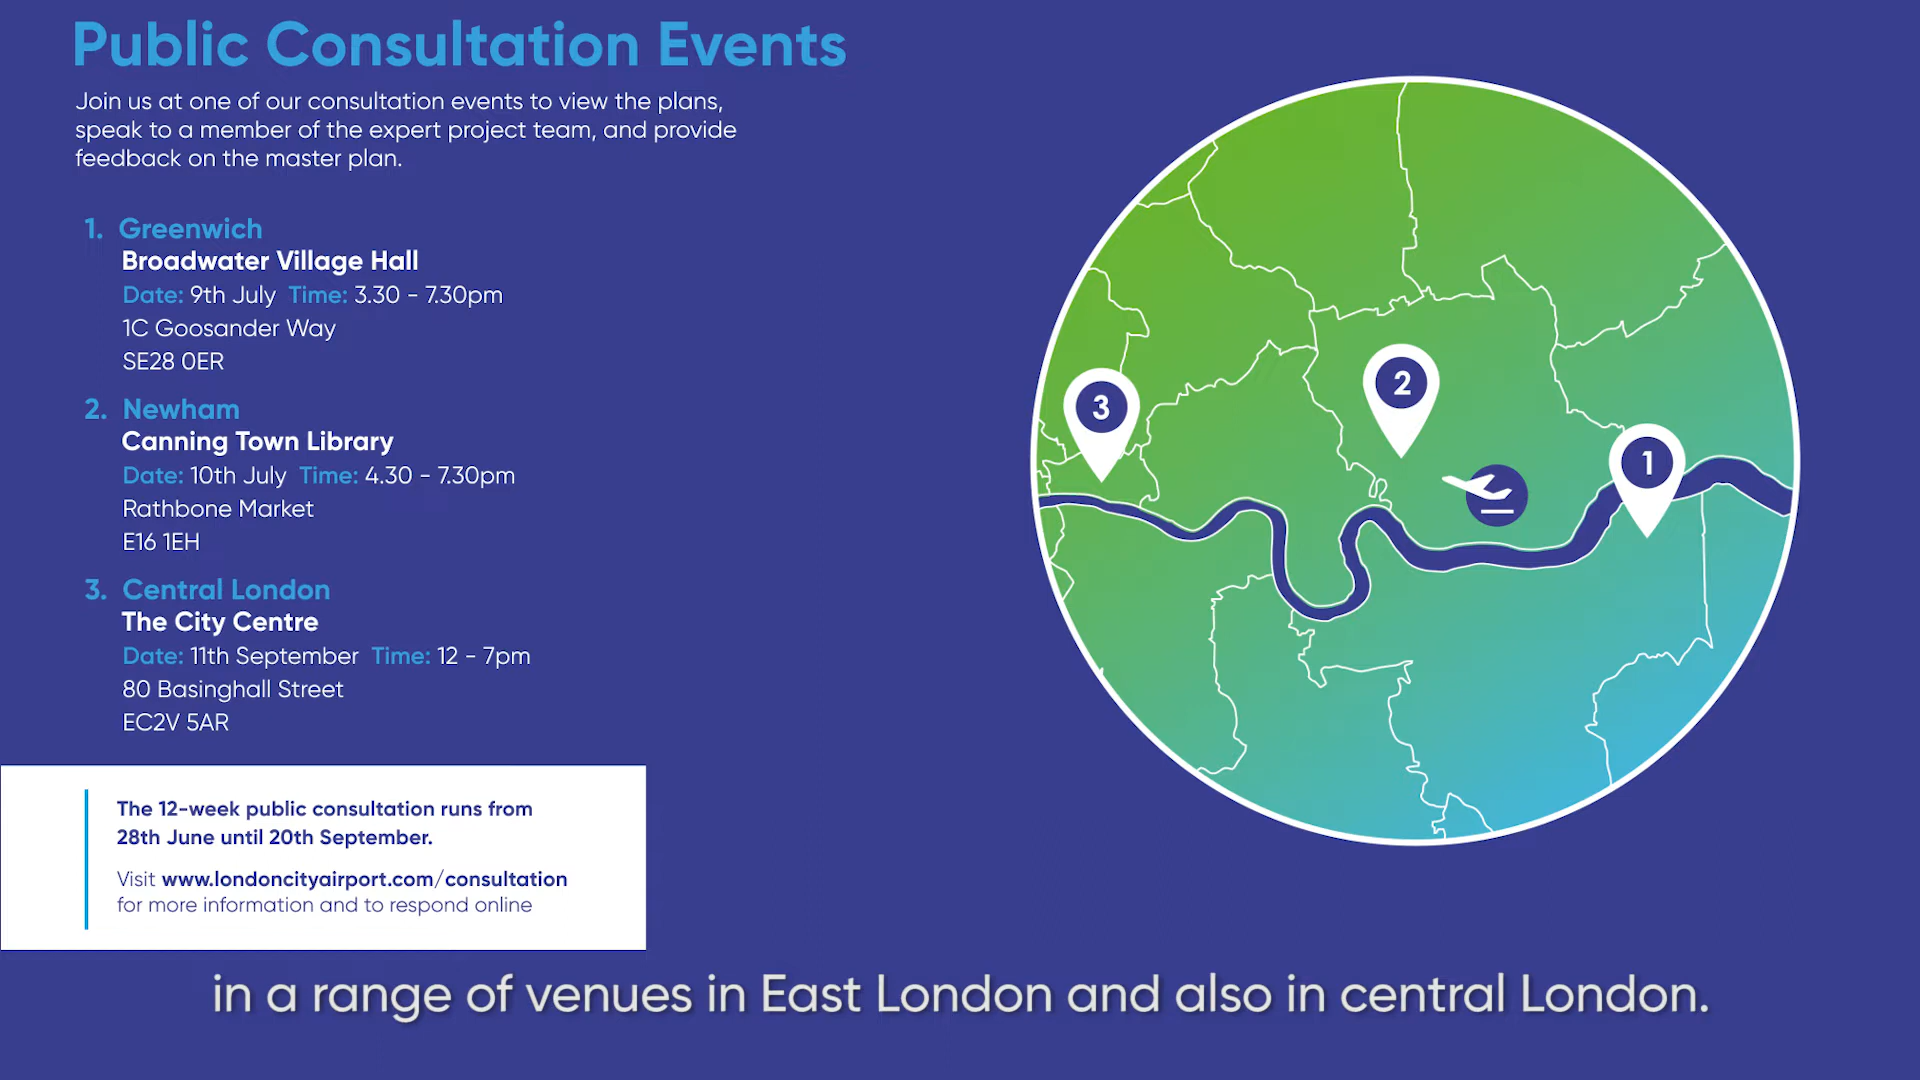 Public Consultation Events
Join us at one of our consultation events to view the plans,
speak to a member of the expert project team, and provide
feedback on the master plan.
1. Greenwich
Broadwater Village Hall
Date: 9th July Time: 3.30 - 7.30pm
1C Goosander Way
SE28 0ER
2. Newham
Canning Town Library
Date: 10th July Time: 4.30 - 7.30pm
Rathbone Market
E16 1EH
3. Central London
The City Centre
Date: 11th September Time: 12 - 7pm
80 Basinghall Street
EC2V 5AR
The 12-week public consultation runs from
28th June until 20th September.
Visit www.londoncityairport.com/consultation
for more information and to respond online
3
2
1
in a range of venues in East London and also in central London.